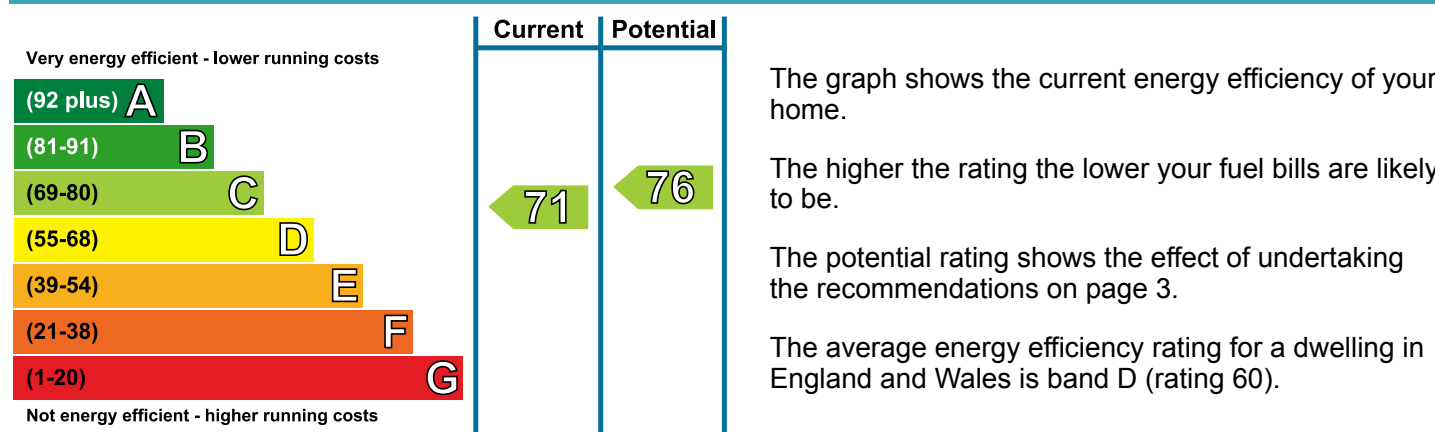 Current Potential
Very energy efficient - lower running costs
(92 plus) A
(81-91) B
(69-80) C
(55-68) D
(39-54) E
(21-38) F
(1-20) G
Not energy efficient - higher running costs
71
76
The graph shows the current energy efficiency of your
home.
The higher the rating the lower your fuel bills are likely
to be.
The potential rating shows the effect of undertaking
the recommendations on page 3.
The average energy efficiency rating for a dwelling in
England and Wales is band D (rating 60).